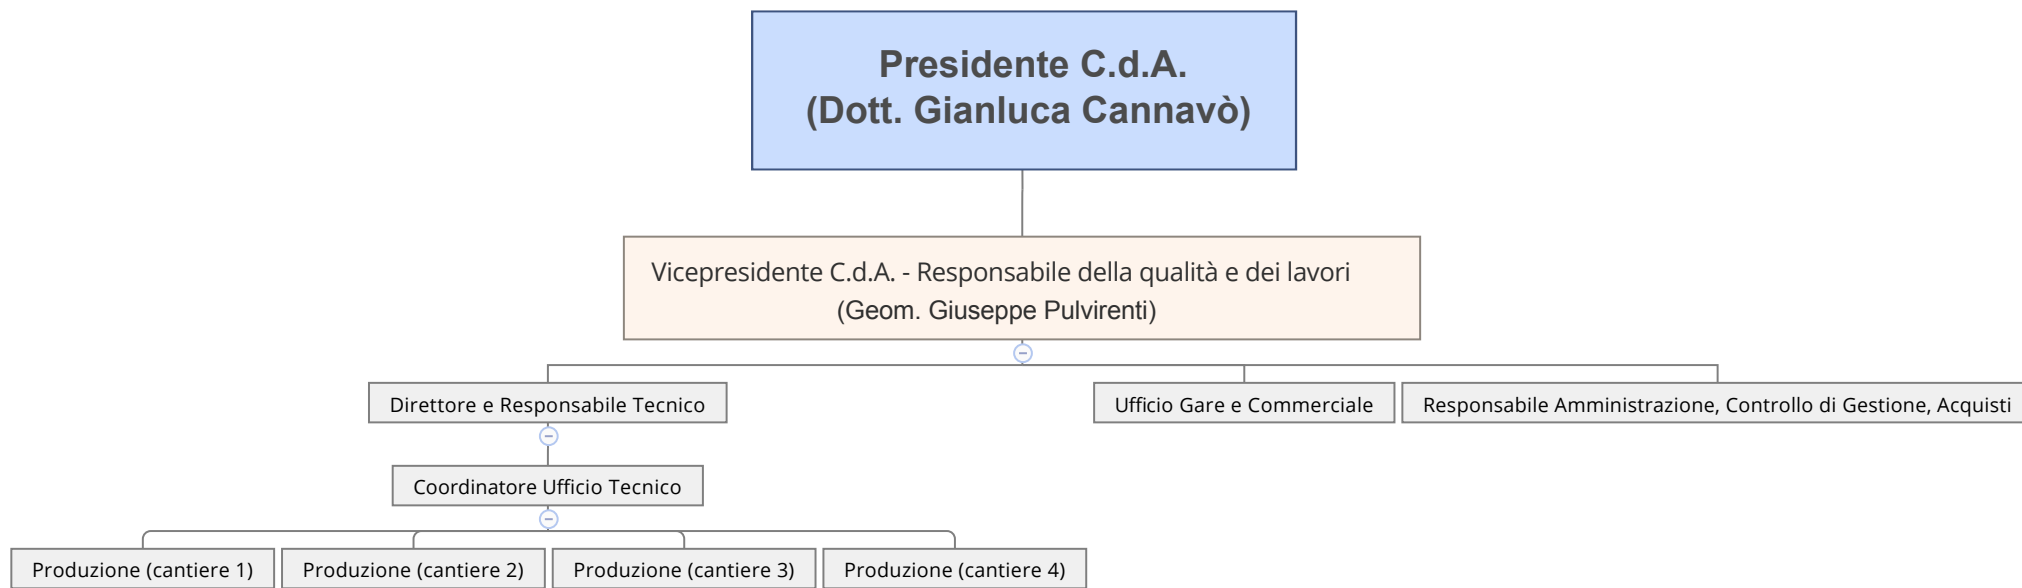 Presidente C.d.A.
(Dott. Gianluca Cannavò)
Vicepresidente C.d.A. - Responsabile della qualità e dei lavori
(Geom. Giuseppe Pulvirenti)
Direttore e Responsabile Tecnico
Ufficio Gare e Commerciale
Responsabile Amministrazione, Controllo di Gestione, Acquisti
Coordinatore Ufficio Tecnico
Produzione (cantiere 1)
Produzione (cantiere 2)
Produzione (cantiere 3)
Produzione (cantiere 4)